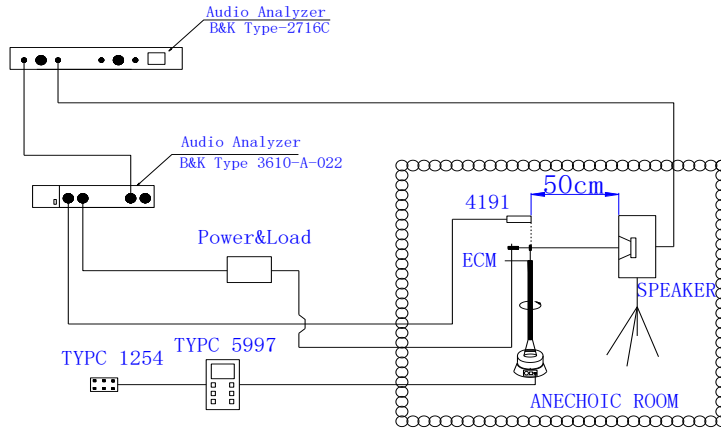 Audio Analyzer
B&K Type-2716C
Audio Analyzer
B&K Type 3610-A-022
50cm
4191
Power&Load
ECM
SPEAKER
TYPC 1254
TYPC 5997
ANECHOIC ROOM